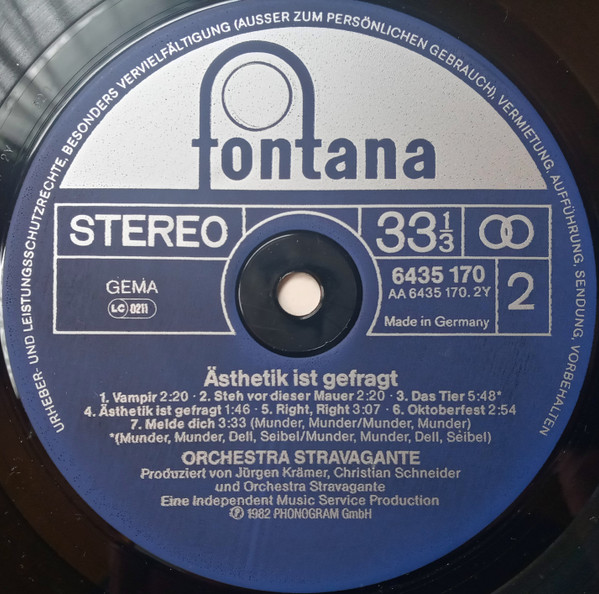 URHEBER- UND LEISTUNGSSCHUTZRECHTE, BESONDERS VERVIELFÄLTIGUNG (AUSSER ZUM PERSÖNLICHEN GEBRAUCH), VERMIETUNG, AUFFÜHRUNG, SENDUNG, VORBEHALTEN
fontana
STEREO
33 1/3
GEMA
LC 0211
6435 170
AA 6435 170.2Y
2
Made in Germany
Ästhetik ist gefragt
1. Vampir 2:20 · 2. Steh vor dieser Mauer 2:20 · 3. Das Tier 5:48*
4. Ästhetik ist gefragt 1:46 · 5. Right, Right 3:07 · 6. Oktoberfest 2:54
7. Melde dich 3:33 (Munder, Munder/Munder, Munder)
*(Munder, Munder, Dell, Seibel/Munder, Munder, Dell, Seibel)
ORCHESTRA STRAVAGANTE
Produziert von Jürgen Krämer, Christian Schneider
und Orchestra Stravagante
Eine Independent Music Service Production
℗ 1982 PHONOGRAM GmbH